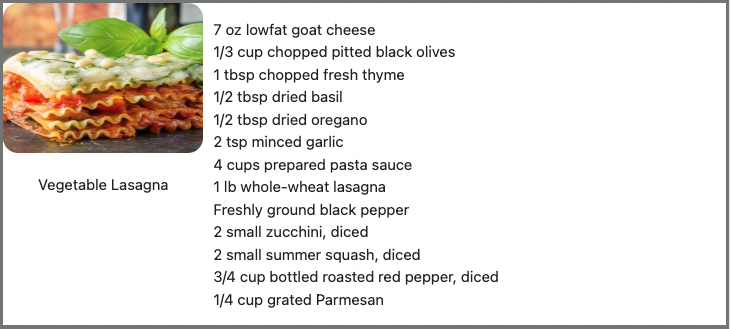 7 oz lowfat goat cheese
1/3 cup chopped pitted black olives
1 tbsp chopped fresh thyme
1/2 tbsp dried basil
1/2 tbsp dried oregano
2 tsp minced garlic
4 cups prepared pasta sauce
1 lb whole-wheat lasagna
Freshly ground black pepper
2 small zucchini, diced
2 small summer squash, diced
3/4 cup bottled roasted red pepper, diced
1/4 cup grated Parmesan
Vegetable Lasagna